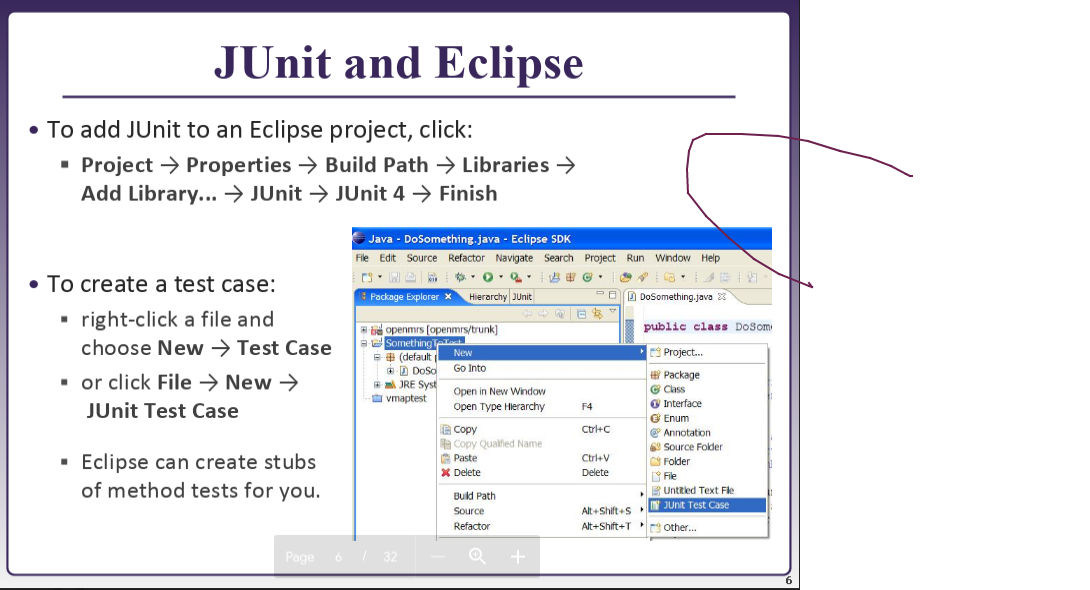 JUnit and Eclipse
• To add JUnit to an Eclipse project, click:
▪ Project → Properties → Build Path → Libraries →
Add Library... → JUnit → JUnit 4 → Finish
• To create a test case:
▪ right-click a file and
choose New → Test Case
▪ or click File → New →
JUnit Test Case
▪ Eclipse can create stubs
of method tests for you.
Java - DoSomething.java - Eclipse SDK
File Edit Source Refactor Navigate Search Project Run Window Help
Package Explorer Hierarchy JUnit
DoSomething.java
openmrs [openmrs/trunk]
SomethingToTest
(default
DoSo
JRE Syst
vmaptest
public class DoSom
New
Go Into
Open in New Window
Open Type Hierarchy F4
Copy Ctrl+C
Copy Qualified Name
Paste Ctrl+V
Delete Delete
Build Path
Source Alt+Shift+S
Refactor Alt+Shift+T
Project...
Package
Class
Interface
Enum
Annotation
Source Folder
Folder
File
Untitled Text File
JUnit Test Case
Other...
Page 6 / 32
6